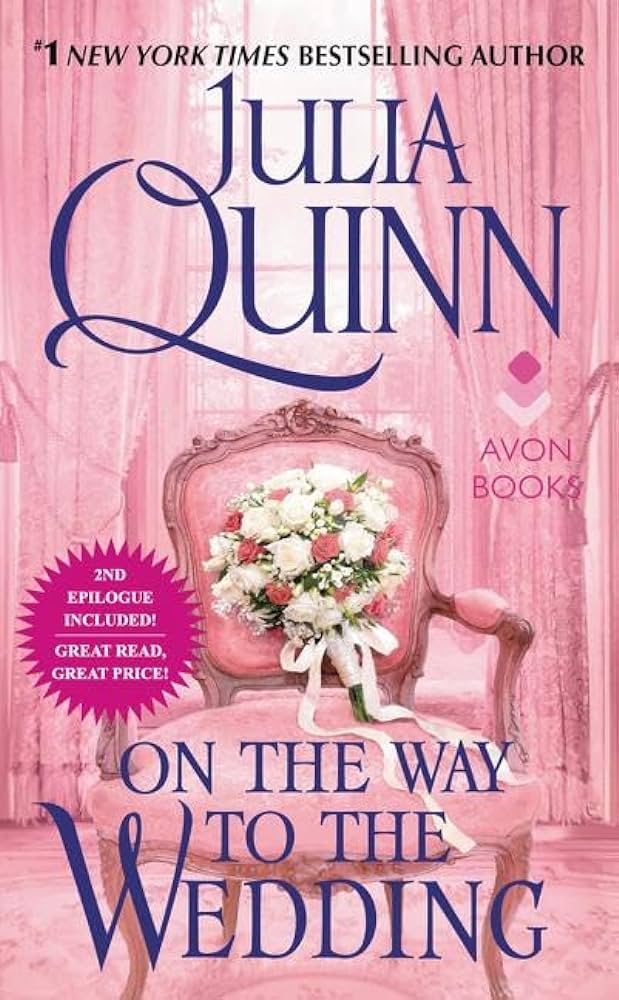 #1 NEW YORK TIMES BESTSELLING AUTHOR
JULIA
QUINN
AVON
BOOKS
2ND
EPILOGUE
INCLUDED!
GREAT READ,
GREAT PRICE!
ON THE WAY
TO THE
WEDDING